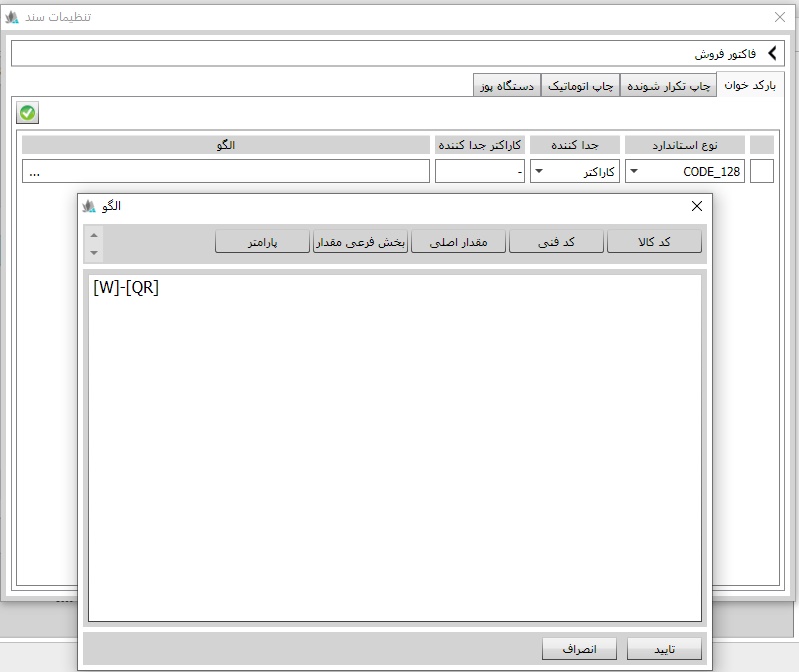 تنظیمات سند
فاکتور فروش
بارکد خوان چاپ تکرار شونده چاپ اتوماتیک دستگاه پوز
نوع استاندارد جدا کننده کاراکتر جدا کننده الگو
CODE_128 کاراکتر - ...
الگو
کد کالا کد فنی مقدار اصلی بخش فرعی مقدار پارامتر
[W]-[QR]
تایید انصراف